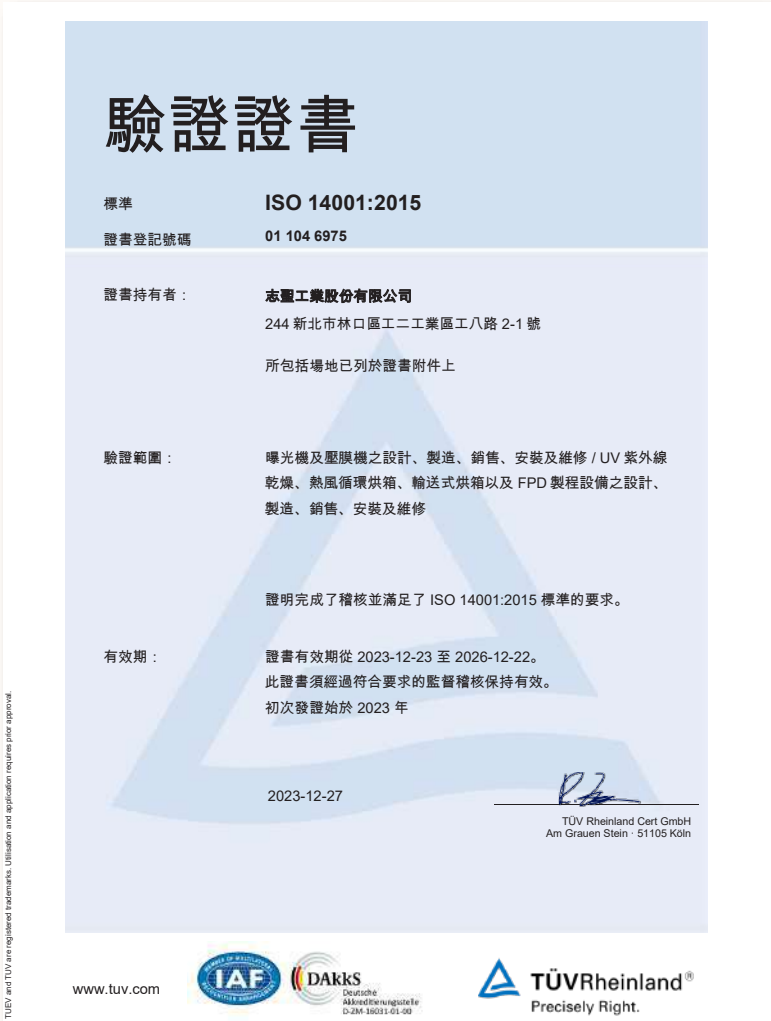 驗證證書
標準 ISO 14001:2015
證書登記號碼 01 104 6975
證書持有者： 志聖工業股份有限公司
244 新北市林口區工二工業區工八路 2-1 號
所包括場地已列於證書附件上
驗證範圍： 曝光機及壓膜機之設計、製造、銷售、安裝及維修 / UV 紫外線
乾燥、熱風循環烘箱、輸送式烘箱以及 FPD 製程設備之設計、
製造、銷售、安裝及維修
證明完成了稽核並滿足了 ISO 14001:2015 標準的要求。
有效期： 證書有效期從 2023-12-23 至 2026-12-22。
此證書須經過符合要求的監督稽核保持有效。
初次發證始於 2023 年
2023-12-27
TÜV Rheinland Cert GmbH
Am Grauen Stein · 51105 Köln
TUEV and TUV are registered trademarks. Utilisation and application requires prior approval.
www.tuv.com
MEMBER OF MULTILATERAL
IAF
RECOGNITION ARRANGEMENT
DAkkS
Deutsche
Akkreditierungsstelle
D-ZM-16031-01-00
TÜVRheinland®
Precisely Right.